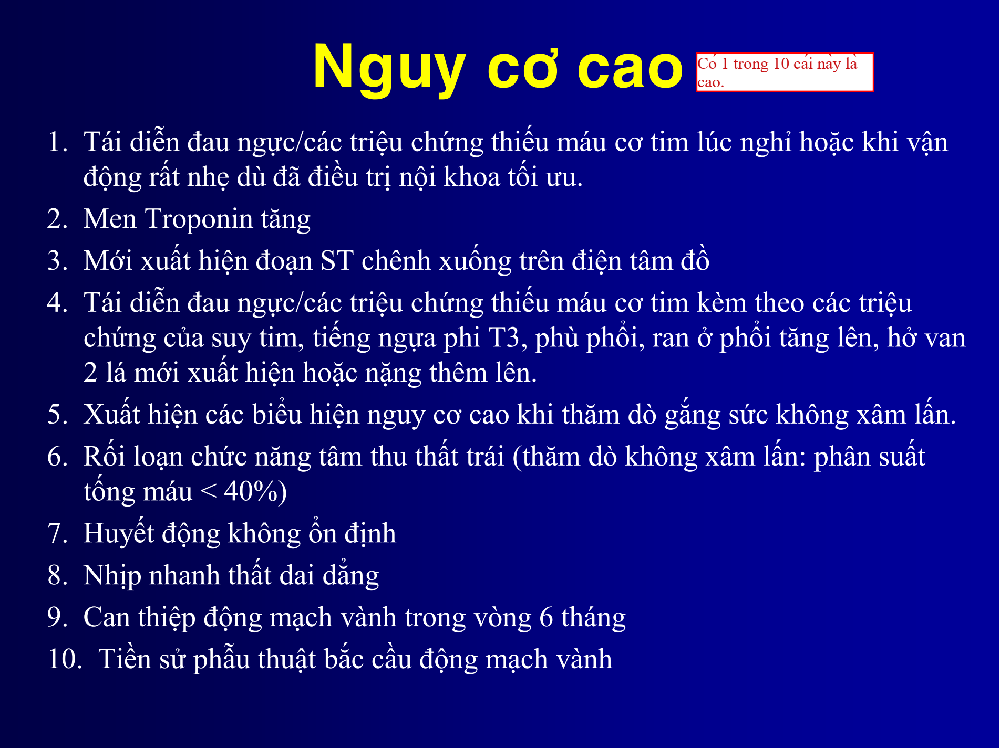 Nguy cơ cao
Có 1 trong 10 cái này là
cao.
1. Tái diễn đau ngực/các triệu chứng thiếu máu cơ tim lúc nghỉ hoặc khi vận
động rất nhẹ dù đã điều trị nội khoa tối ưu.
2. Men Troponin tăng
3. Mới xuất hiện đoạn ST chênh xuống trên điện tâm đồ
4. Tái diễn đau ngực/các triệu chứng thiếu máu cơ tim kèm theo các triệu
chứng của suy tim, tiếng ngựa phi T3, phù phổi, ran ở phổi tăng lên, hở van
2 lá mới xuất hiện hoặc nặng thêm lên.
5. Xuất hiện các biểu hiện nguy cơ cao khi thăm dò gắng sức không xâm lấn.
6. Rối loạn chức năng tâm thu thất trái (thăm dò không xâm lấn: phân suất
tống máu < 40%)
7. Huyết động không ổn định
8. Nhịp nhanh thất dai dẳng
9. Can thiệp động mạch vành trong vòng 6 tháng
10. Tiền sử phẫu thuật bắc cầu động mạch vành